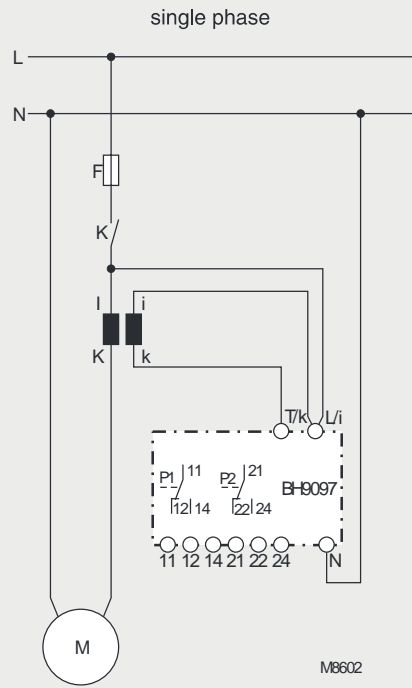 single phase
L
N
F
K
l i
K k
T/k L/i
P1 11 P2 21 BH9097
12 14 22 24
11 12 14 21 22 24 N
M
M8602